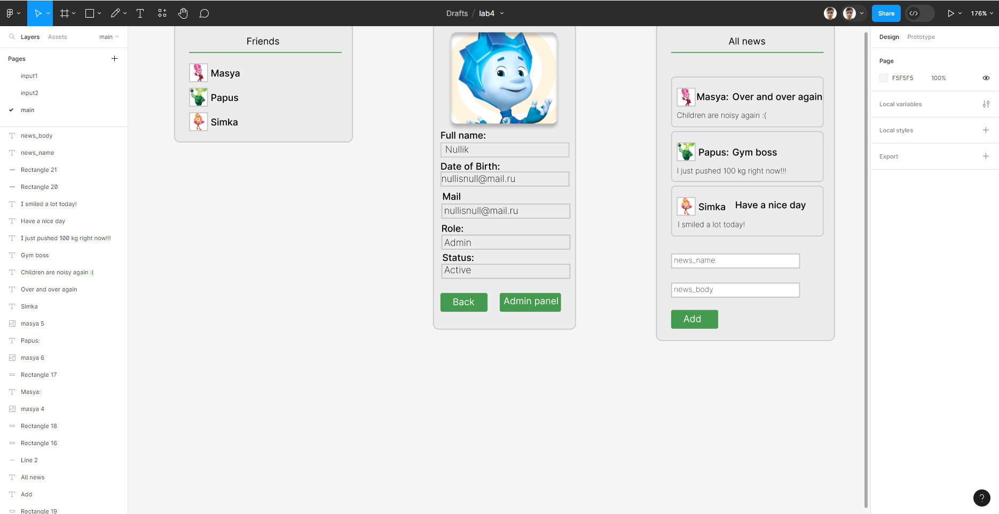 Drafts / lab4
Share
176%
Layers
Assets
main
Pages
input1
input2
main
news_body
news_name
Rectangle 21
Rectangle 20
I smiled a lot today!
Have a nice day
I just pushed 100 kg right now!!!
Gym boss
Children are noisy again :(
Over and over again
Simka
masya 5
Papus:
masya 6
Rectangle 17
Masya:
masya 4
Rectangle 18
Rectangle 16
Line 2
All news
Add
Rectangle 19
Friends
Masya
Papus
Simka
Full name:
Nullik
Date of Birth:
nullisnull@mail.ru
Mail
nullisnull@mail.ru
Role:
Admin
Status:
Active
Back
Admin panel
All news
Masya: Over and over again
Children are noisy again :(
Papus: Gym boss
I just pushed 100 kg right now!!!
Simka Have a nice day
I smiled a lot today!
news_name
news_body
Add
Design
Prototype
Page
F5F5F5
100%
Local variables
Local styles
Export
?